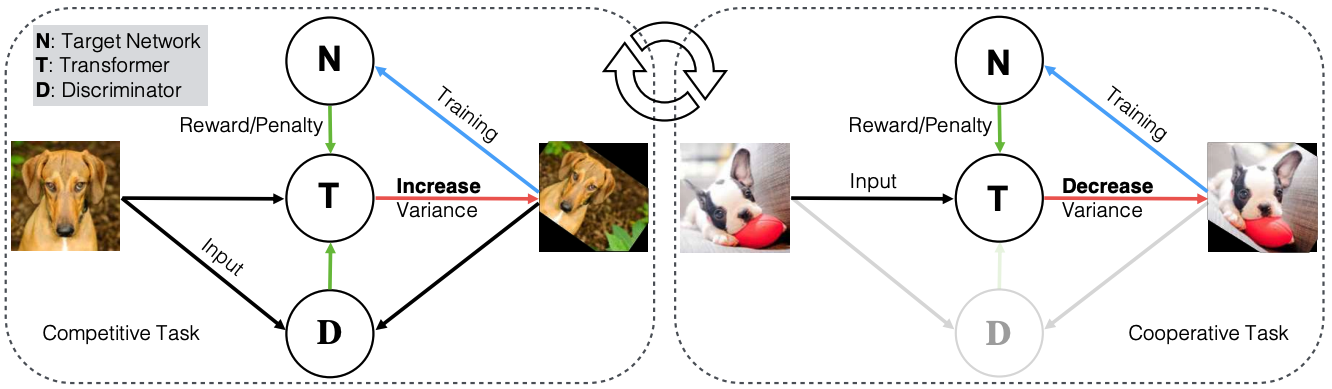 N: Target Network
T: Transformer
D: Discriminator
N
Reward/Penalty
Training
T
Increase
Variance
Input
D
Competitive Task
N
Reward/Penalty
Training
Input
T
Decrease
Variance
D
Cooperative Task